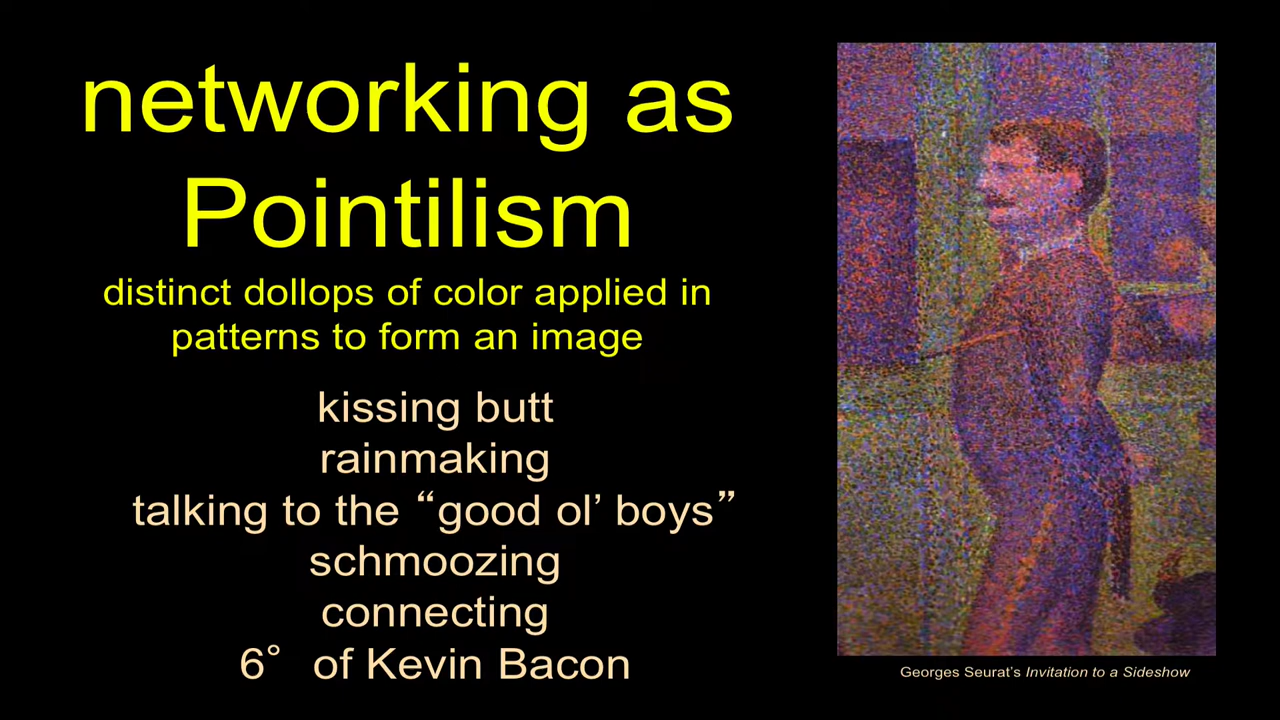 networking as
Pointilism
distinct dollops of color applied in
patterns to form an image
kissing butt
rainmaking
talking to the “good ol’ boys”
schmoozing
connecting
6° of Kevin Bacon
Georges Seurat’s Invitation to a Sideshow